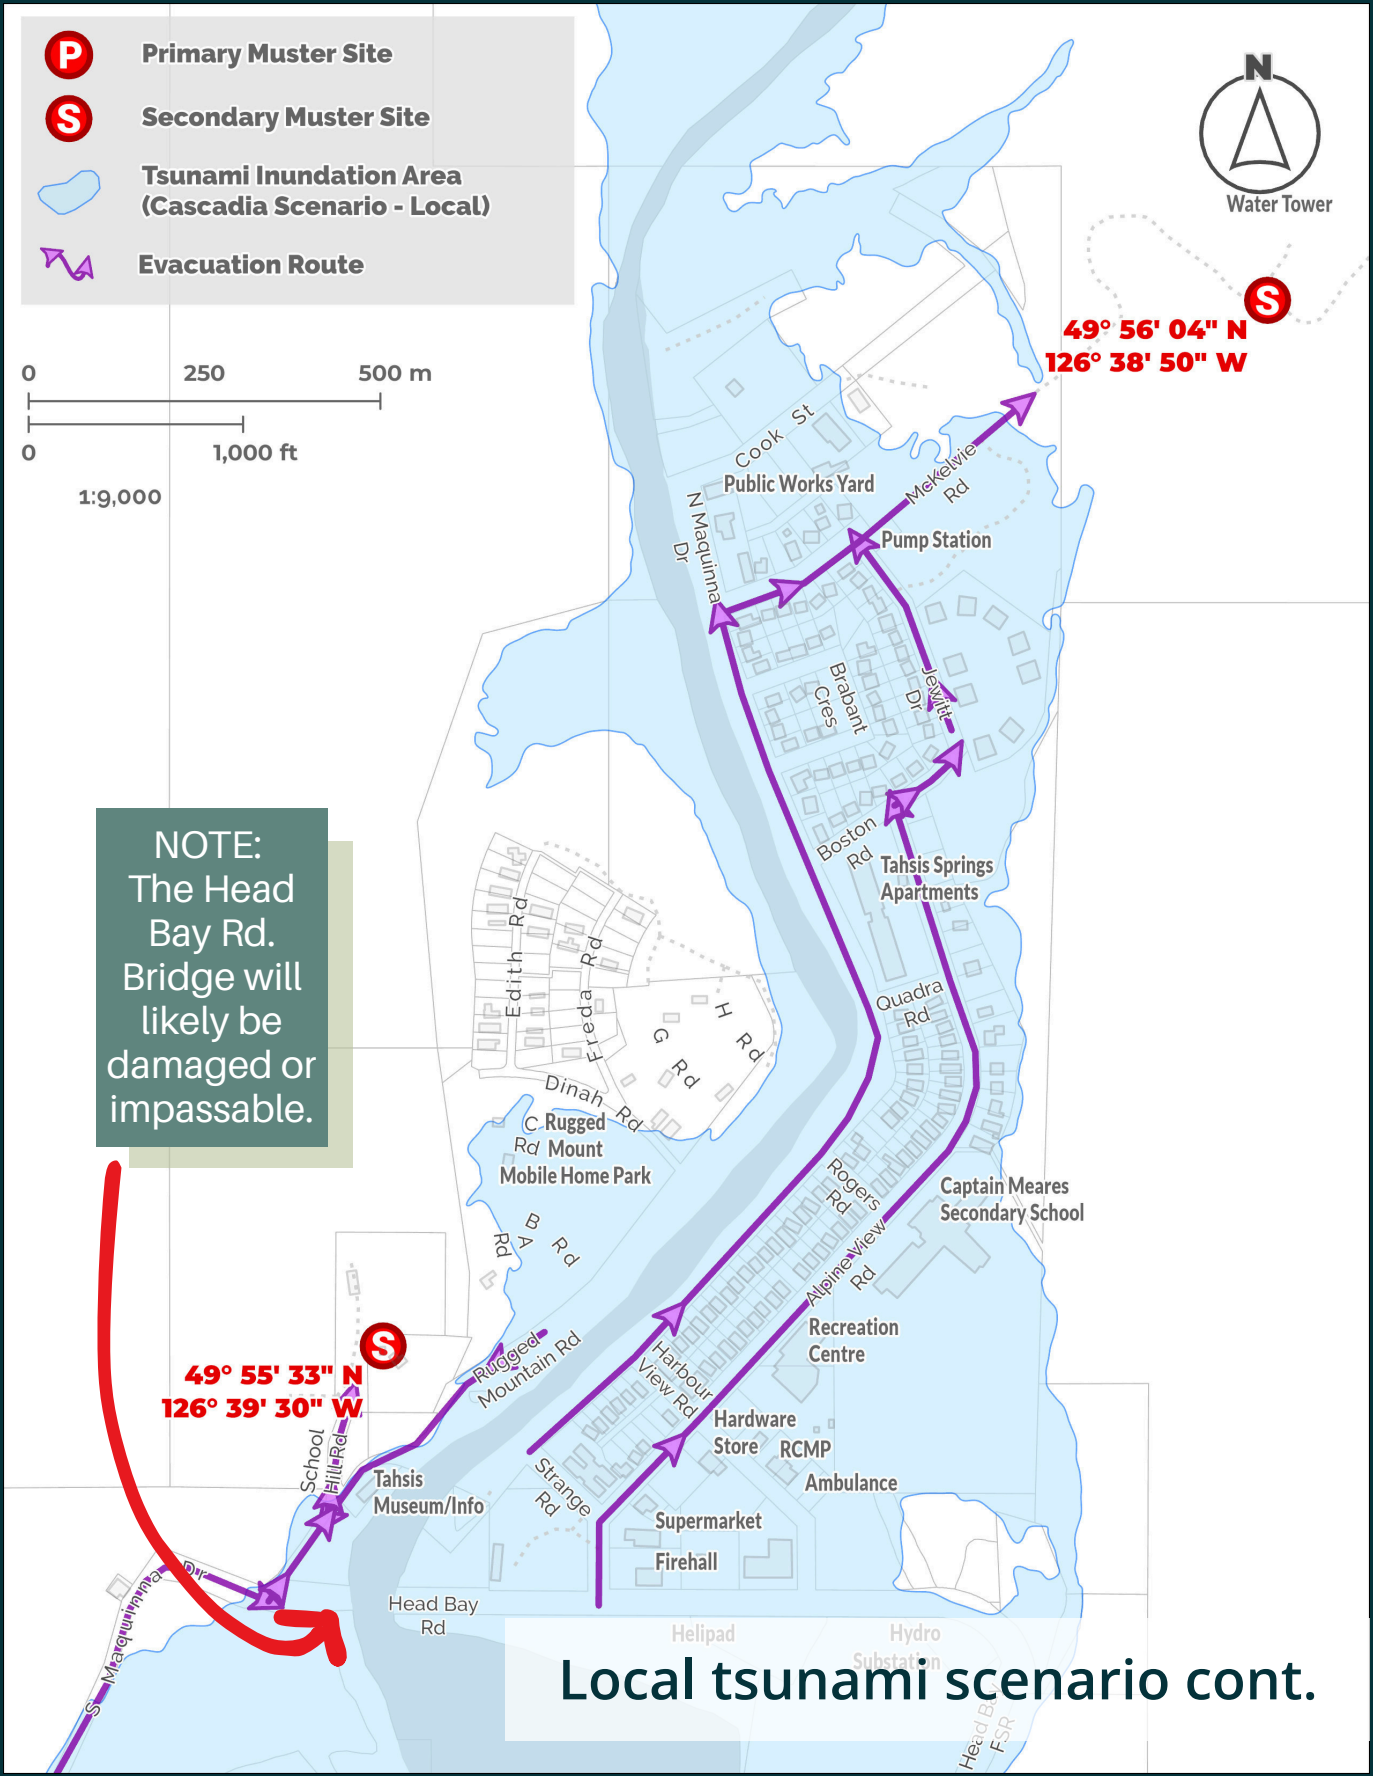 P
Primary Muster Site
S
Secondary Muster Site
Tsunami Inundation Area
(Cascadia Scenario - Local)
Evacuation Route
N
Water Tower
S
49° 56' 04" N
126° 38' 50" W
0 250 500 m
0 1,000 ft
1:9,000
Cook St
Public Works Yard
McKelvie
Rd
N Maquinna
Dr
Pump Station
Jewitt
Dr
Brabant
Cres
Boston
Rd
Tahsis Springs
Apartments
NOTE:
The Head
Bay Rd.
Bridge will
likely be
damaged or
impassable.
Edith Rd
Freda Rd
Quadra
Rd
H Rd
G Rd
Dinah Rd
C
Rd
Rugged
Mount
Mobile Home Park
Rogers
Rd
Captain Meares
Secondary School
B
Rd
A
Rd
Alpine View
Rd
Recreation
Centre
S
49° 55' 33" N
126° 39' 30" W
Rugged
Mountain Rd
Harbour
View Rd
Hardware
Store
RCMP
Ambulance
School
Hill Rd
Tahsis
Museum/Info
Strange
Rd
Supermarket
Firehall
S Maquinna Dr
Head Bay
Rd
Helipad
Hydro
Substation
Local tsunami scenario cont.
Head Bay
FSR